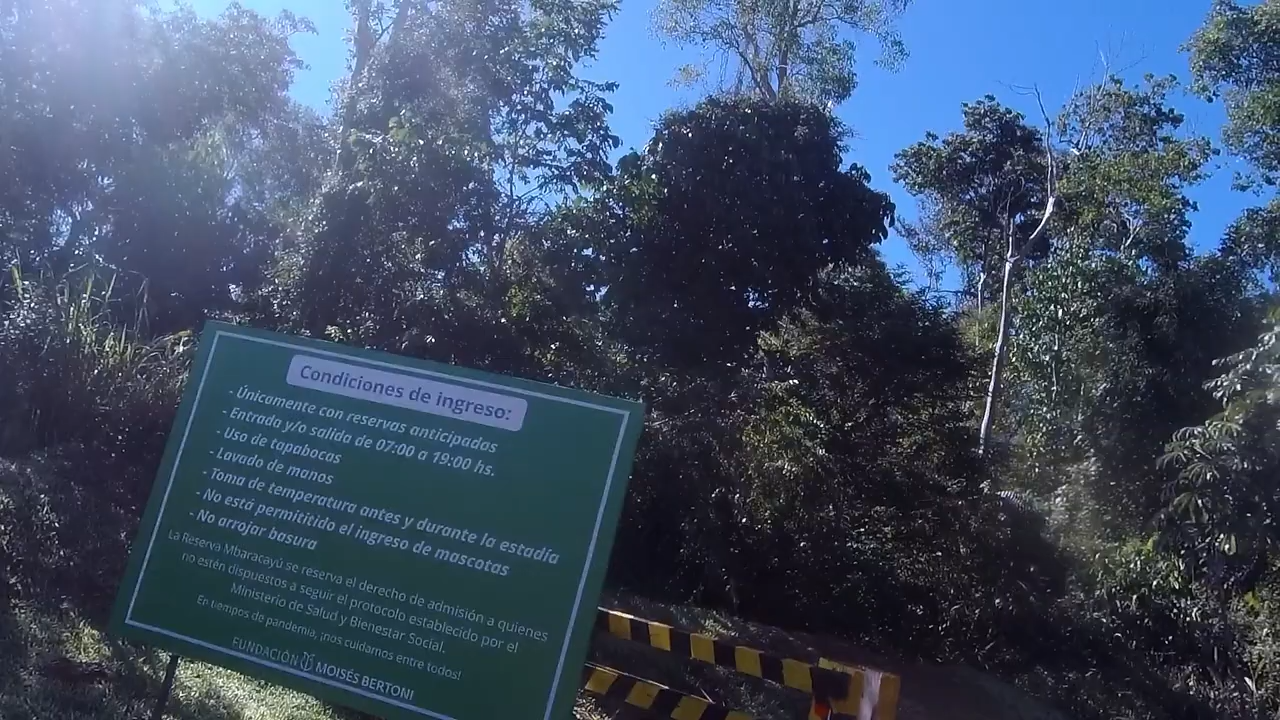 Condiciones de ingreso:
- Únicamente con reservas anticipadas
- Entrada y/o salida de 07:00 a 19:00 hs.
- Uso de tapabocas
- Lavado de manos
- Toma de temperatura antes y durante la estadía
- No está permititido el ingreso de mascotas
- No arrojar basura
La Reserva Mbaracayú se reserva el derecho de admisión a quienes
no estén dispuestos a seguir el protocolo establecido por el
Ministerio de Salud y Bienestar Social.
En tiempos de pandemia, ¡nos cuidamos entre todos!
FUNDACIÓN MOISÉS BERTONI